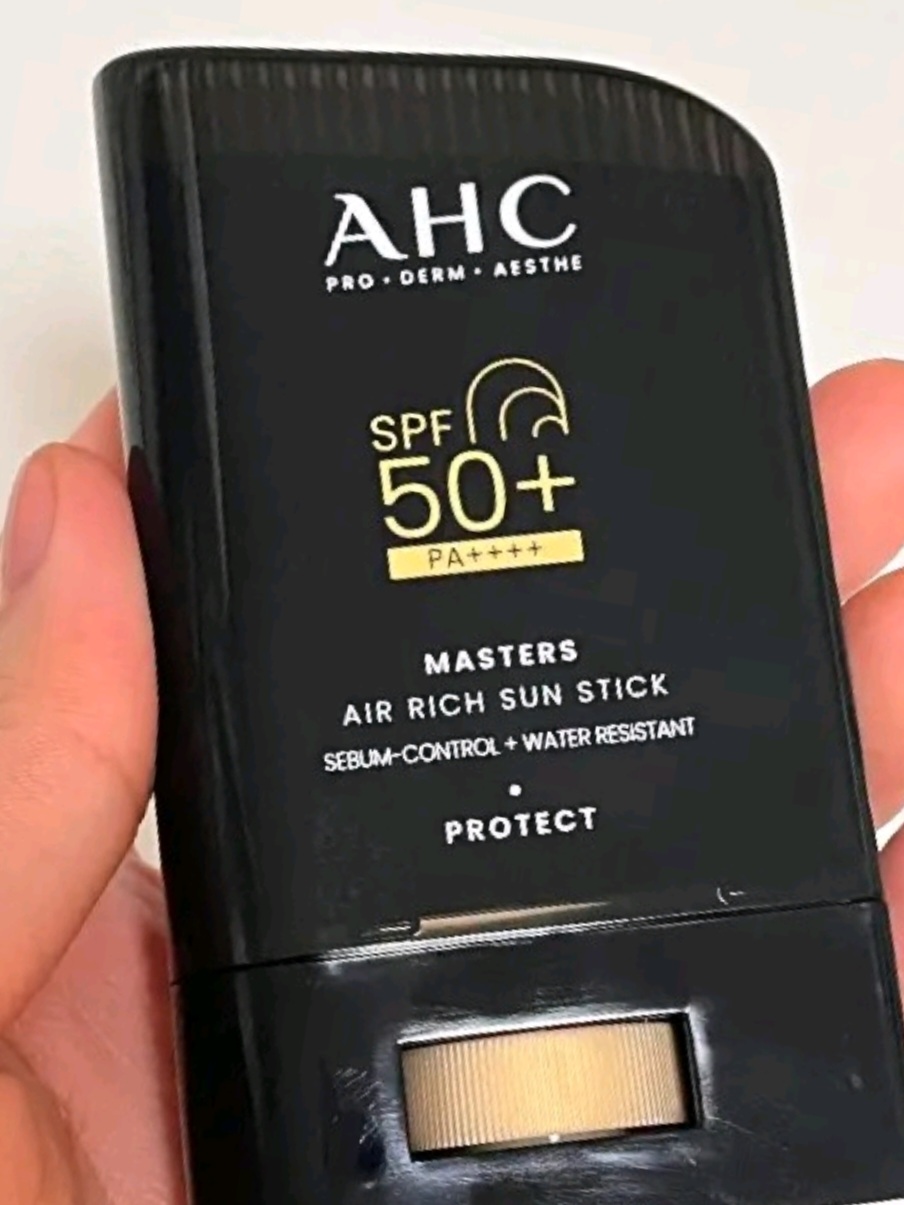 AHC
PRO • DERM • AESTHE
SPF
50+
PA++++
MASTERS
AIR RICH SUN STICK
SEBUM-CONTROL + WATER RESISTANT
•
PROTECT